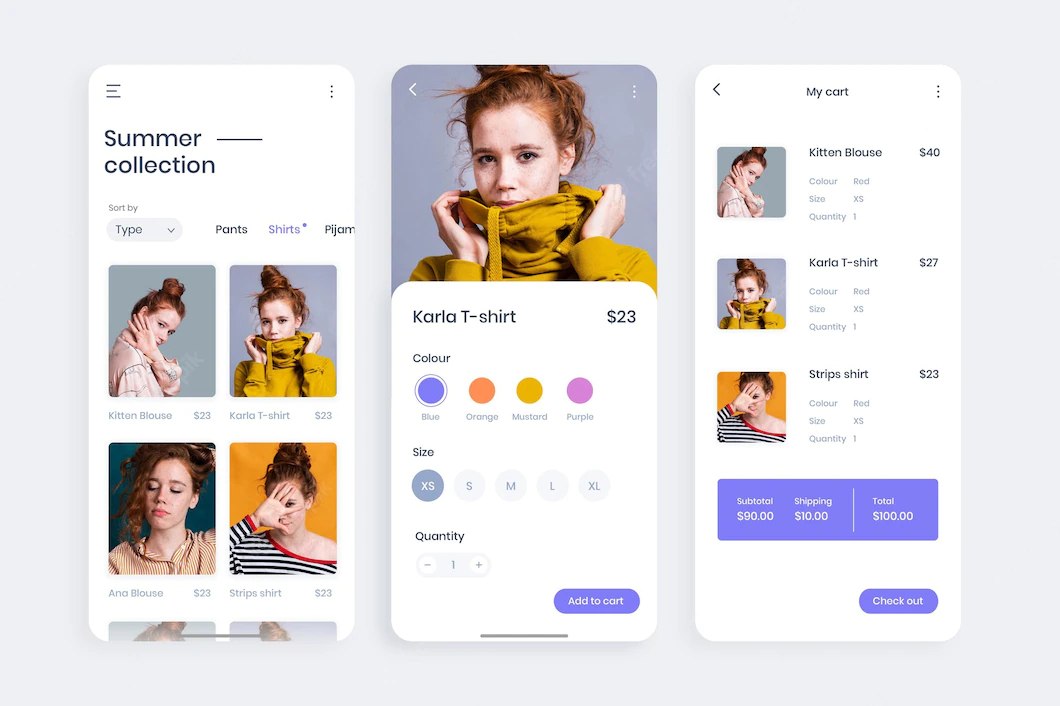 Summer
collection
Sort by
Type
Pants Shirts Pijam
Kitten Blouse $23
Karla T-shirt $23
Ana Blouse $23
Strips shirt $23
Karla T-shirt $23
Colour
Blue Orange Mustard Purple
Size
XS S M L XL
Quantity
− 1 +
Add to cart
My cart
Kitten Blouse $40
Colour Red
Size XS
Quantity 1
Karla T-shirt $27
Colour Red
Size XS
Quantity 1
Strips shirt $23
Colour Red
Size XS
Quantity 1
Subtotal Shipping Total
$90.00 $10.00 $100.00
Check out